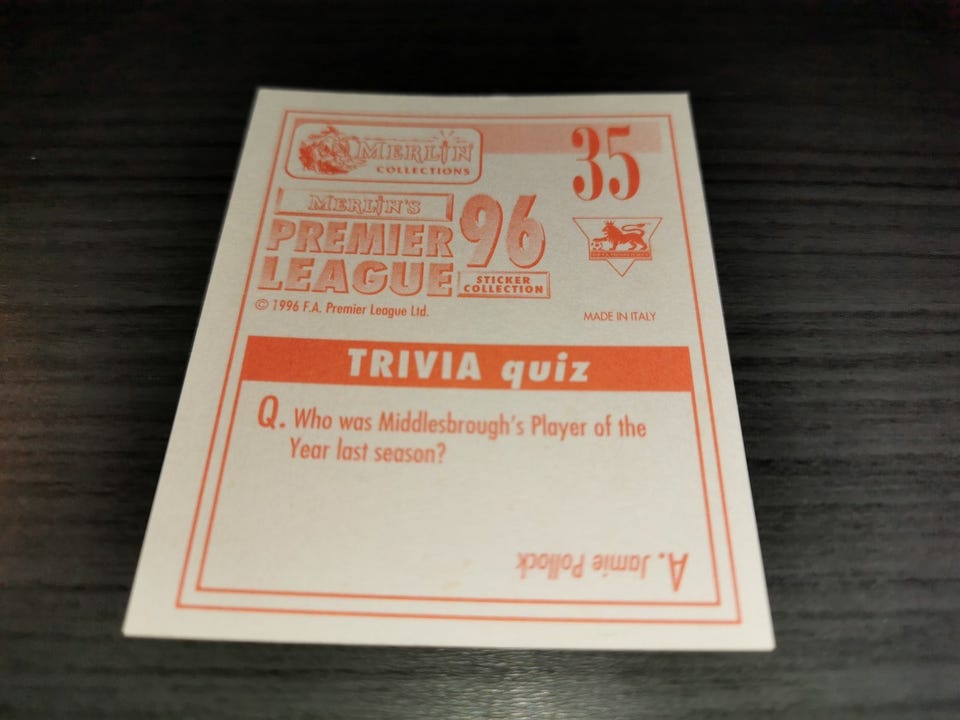 MERLIN
COLLECTIONS
35
MERLIN'S
PREMIER
LEAGUE
96
STICKER
COLLECTION
© 1996 F.A. Premier League Ltd.
MADE IN ITALY
TRIVIA quiz
Q. Who was Middlesbrough's Player of the
Year last season?
A. Jamie Pollock